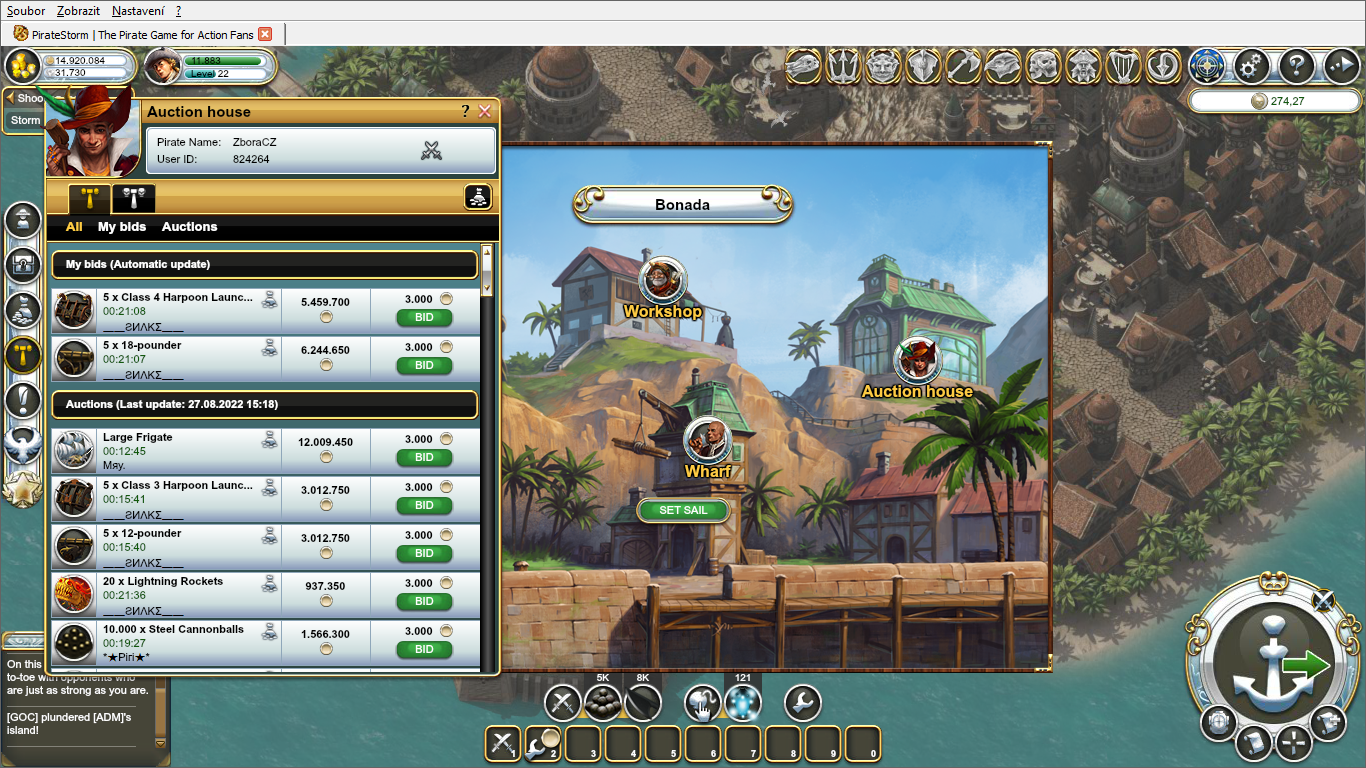 Soubor Zobrazit Nastavení ?
PirateStorm | The Pirate Game for Action Fans
14.920.084
31.730
11.883
Level 22
274,27
Shoo
Storm
Auction house
?
Pirate Name: ZboraCZ
User ID: 824264
All My bids Auctions
My bids (Automatic update)
5 x Class 4 Harpoon Launc...
00:21:08
____ƧИΛKΣ____
5.459.700
3.000
BID
5 x 18-pounder
00:21:07
____ƧИΛKΣ____
6.244.650
3.000
BID
Auctions (Last update: 27.08.2022 15:18)
Large Frigate
00:12:45
Мяу.
12.009.450
3.000
BID
5 x Class 3 Harpoon Launc...
00:15:41
____ƧИΛKΣ____
3.012.750
3.000
BID
5 x 12-pounder
00:15:40
____ƧИΛKΣ____
3.012.750
3.000
BID
20 x Lightning Rockets
00:21:36
____ƧИΛKΣ____
937.350
3.000
BID
10.000 x Steel Cannonballs
00:19:27
*★Piri★*
1.566.300
3.000
BID
Bonada
Workshop
Auction house
Wharf
SET SAIL
On this
to-toe with opponents who
are just as strong as you are.
[GOC] plundered [ADM]'s
island!
5K 8K 121
1 2 3 4 5 6 7 8 9 0